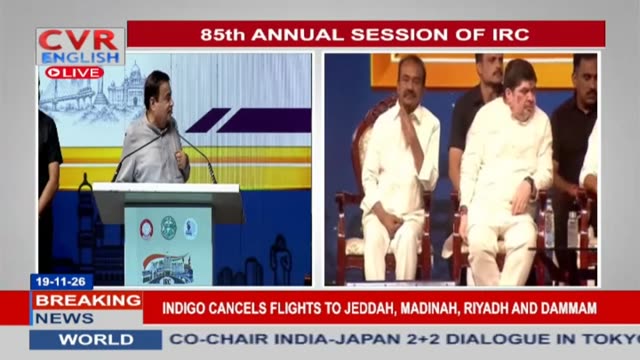 85th ANNUAL SESSION OF IRC
CVR
ENGLISH
LIVE
19-11-26
BREAKING
NEWS
INDIGO CANCELS FLIGHTS TO JEDDAH, MADINAH, RIYADH AND DAMMAM
WORLD
CO-CHAIR INDIA-JAPAN 2+2 DIALOGUE IN TOKY